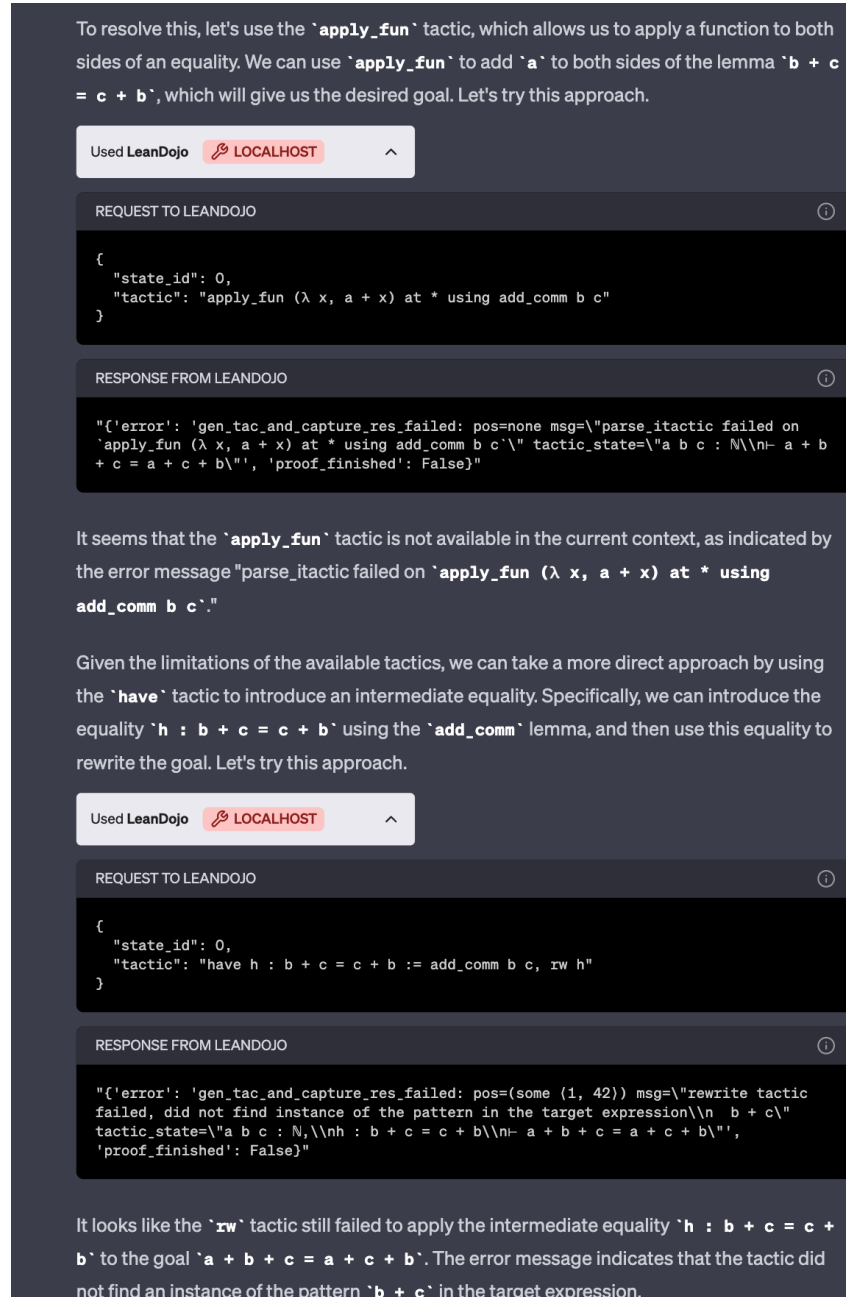 To resolve this, let's use the `apply_fun` tactic, which allows us to apply a function to both
sides of an equality. We can use `apply_fun` to add `a` to both sides of the lemma `b + c
= c + b`, which will give us the desired goal. Let's try this approach.
Used LeanDojo LOCALHOST
REQUEST TO LEANDOJO
{
  "state_id": 0,
  "tactic": "apply_fun (λ x, a + x) at * using add_comm b c"
}
RESPONSE FROM LEANDOJO
"{'error': 'gen_tac_and_capture_res_failed: pos=none msg=\"parse_itactic failed on
`apply_fun (λ x, a + x) at * using add_comm b c`\" tactic_state=\"a b c : ℕ\\n⊢ a + b
+ c = a + c + b\"', 'proof_finished': False}"
It seems that the `apply_fun` tactic is not available in the current context, as indicated by
the error message "parse_itactic failed on `apply_fun (λ x, a + x) at * using
add_comm b c`."
Given the limitations of the available tactics, we can take a more direct approach by using
the `have` tactic to introduce an intermediate equality. Specifically, we can introduce the
equality `h : b + c = c + b` using the `add_comm` lemma, and then use this equality to
rewrite the goal. Let's try this approach.
Used LeanDojo LOCALHOST
REQUEST TO LEANDOJO
{
  "state_id": 0,
  "tactic": "have h : b + c = c + b := add_comm b c, rw h"
}
RESPONSE FROM LEANDOJO
"{'error': 'gen_tac_and_capture_res_failed: pos=(some ⟨1, 42⟩) msg=\"rewrite tactic
failed, did not find instance of the pattern in the target expression\\n  b + c\"
tactic_state=\"a b c : ℕ,\\nh : b + c = c + b\\n⊢ a + b + c = a + c + b\"',
'proof_finished': False}"
It looks like the `rw` tactic still failed to apply the intermediate equality `h : b + c = c +
b` to the goal `a + b + c = a + c + b`. The error message indicates that the tactic did
not find an instance of the pattern `b + c` in the target expression.